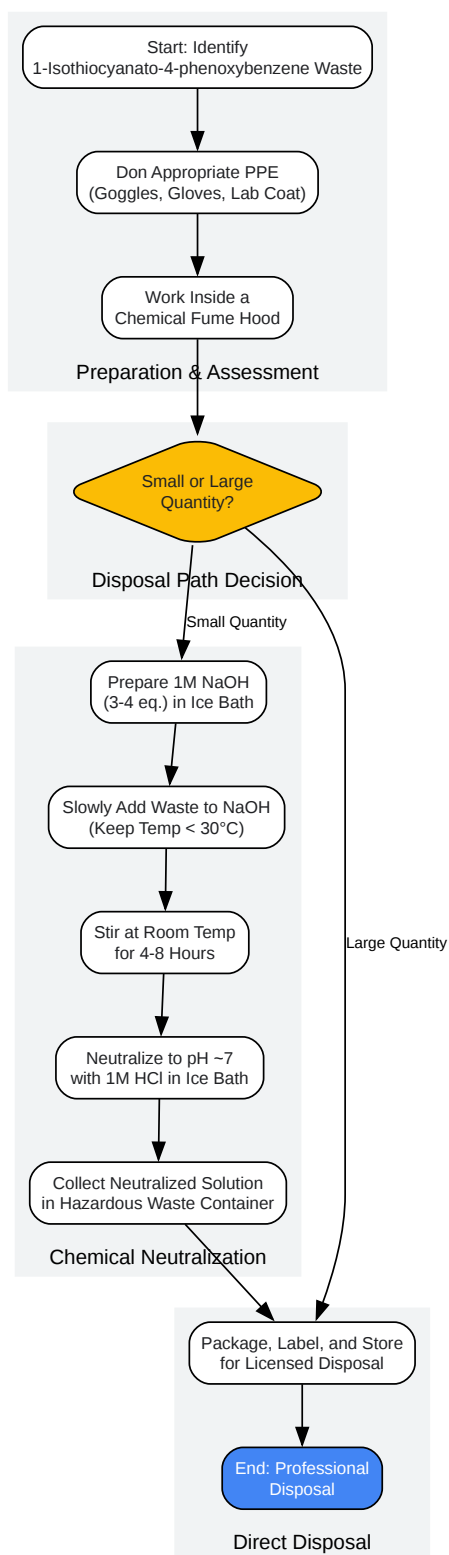 Start: Identify
1-Isothiocyanato-4-phenoxybenzene Waste
Don Appropriate PPE
(Goggles, Gloves, Lab Coat)
Work Inside a
Chemical Fume Hood
Preparation & Assessment
Small or Large
Quantity?
Disposal Path Decision
Small Quantity
Prepare 1M NaOH
(3-4 eq.) in Ice Bath
Slowly Add Waste to NaOH
(Keep Temp < 30°C)
Stir at Room Temp
for 4-8 Hours
Large Quantity
Neutralize to pH ~7
with 1M HCl in Ice Bath
Collect Neutralized Solution
in Hazardous Waste Container
Chemical Neutralization
Package, Label, and Store
for Licensed Disposal
End: Professional
Disposal
Direct Disposal